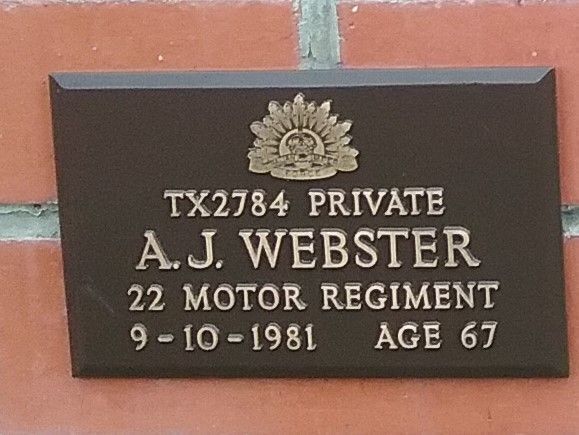 TX2784 PRIVATE
A. J. WEBSTER
22 MOTOR REGIMENT
9-10-1981 AGE 67